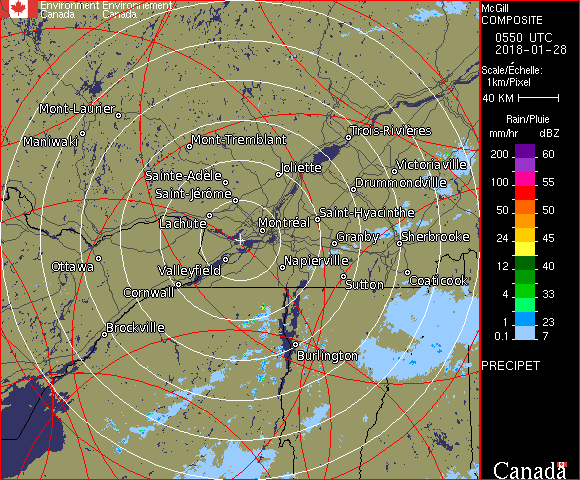 Environment Environnement
Canada Canada
McGill
COMPOSITE
0550 UTC
2018-01-28
Scale/Échelle:
1km/Pixel
40 KM
Rain/Pluie
mm/hr dBZ
200 60
100 55
50 50
24 45
12 40
4 33
1 23
0.1 7
PRECIPET
Canada
Mont-Laurier
Maniwaki
Mont-Tremblant
Trois-Rivières
Sainte-Adèle
Joliette
Victoriaville
Saint-Jérôme
Drummondville
Lachute
Montréal
Saint-Hyacinthe
Granby
Sherbrooke
Ottawa
Valleyfield
Napierville
Cornwall
Sutton
Coaticook
Brockville
Burlington